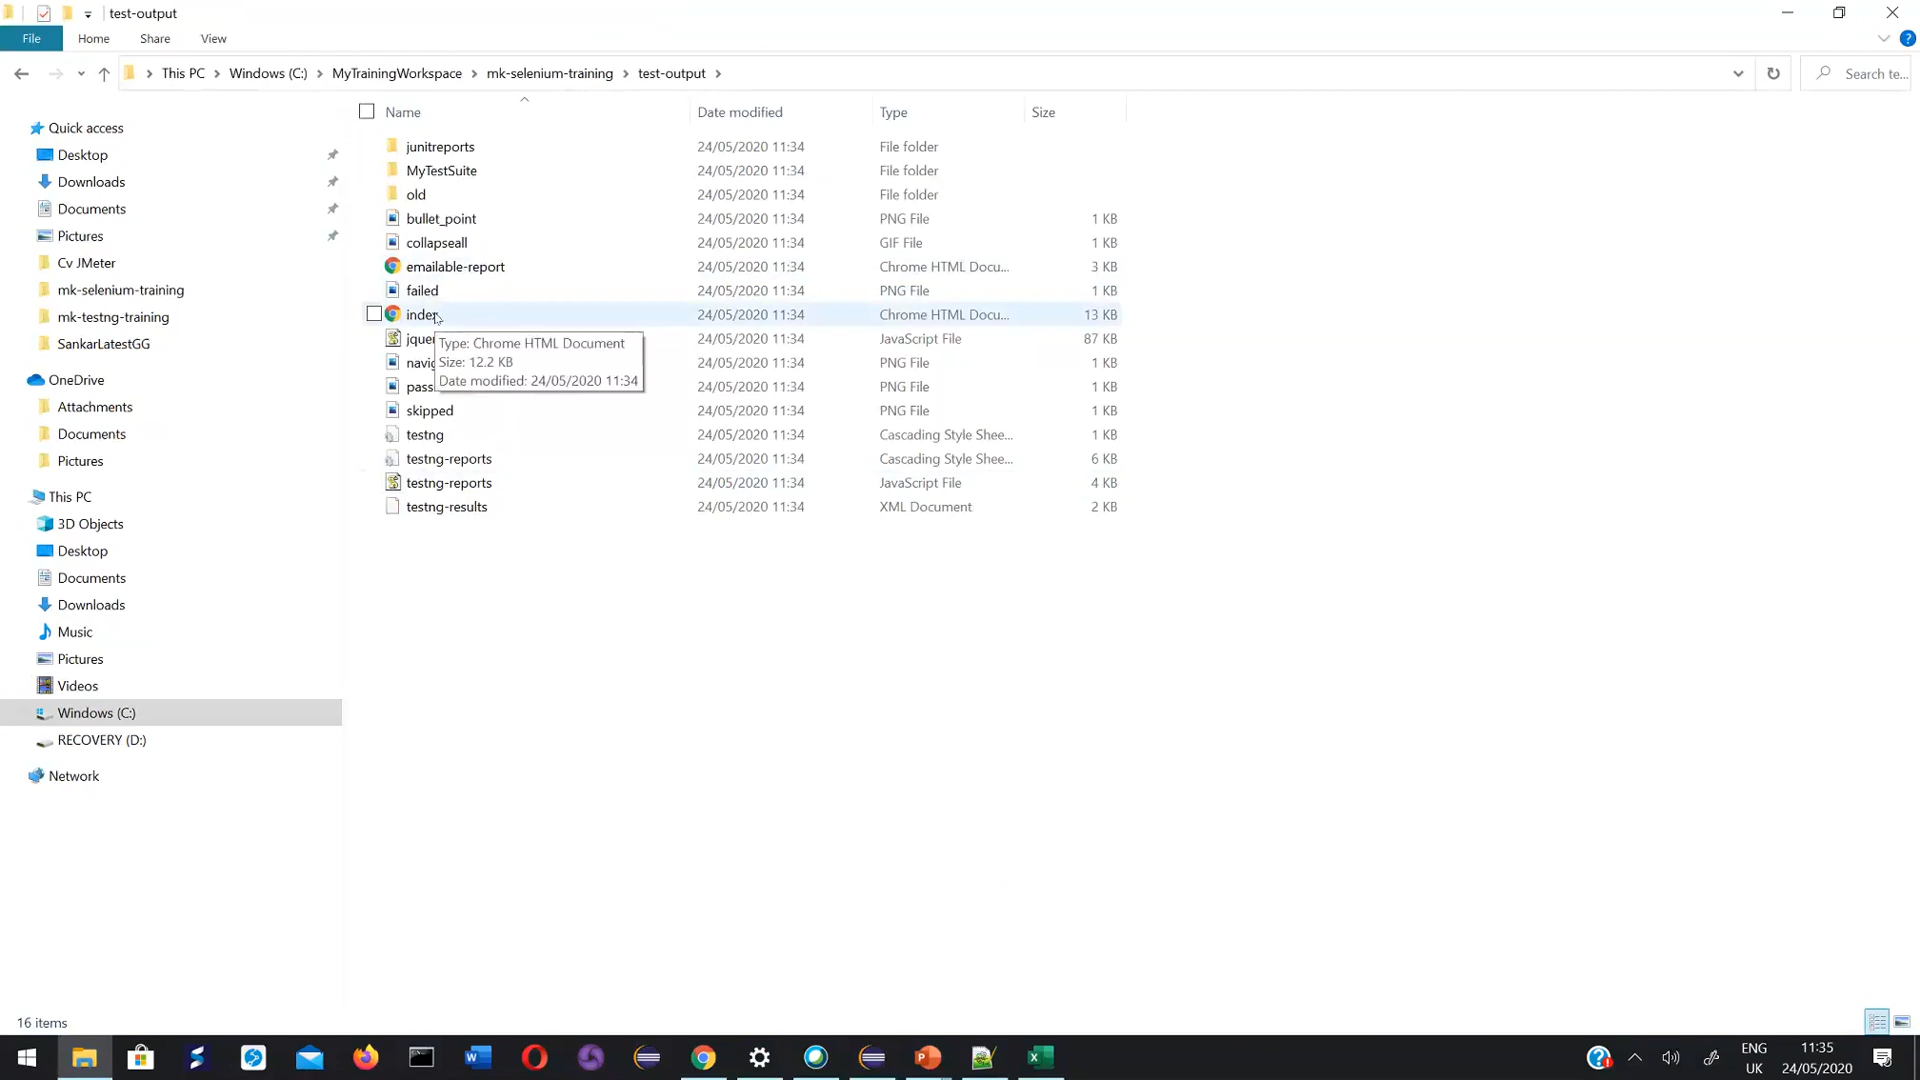 test-output
File Home Share View
This PC Windows (C:) MyTrainingWorkspace mk-selenium-training test-output
Search te...
Name Date modified Type Size
Quick access
Desktop
Downloads
Documents
Pictures
Cv JMeter
mk-selenium-training
mk-testng-training
SankarLatestGG
OneDrive
Attachments
Documents
Pictures
This PC
3D Objects
Desktop
Documents
Downloads
Music
Pictures
Videos
Windows (C:)
RECOVERY (D:)
Network
junitreports 24/05/2020 11:34 File folder
MyTestSuite 24/05/2020 11:34 File folder
old 24/05/2020 11:34 File folder
bullet_point 24/05/2020 11:34 PNG File 1 KB
collapseall 24/05/2020 11:34 GIF File 1 KB
emailable-report 24/05/2020 11:34 Chrome HTML Docu... 3 KB
failed 24/05/2020 11:34 PNG File 1 KB
index 24/05/2020 11:34 Chrome HTML Docu... 13 KB
24/05/2020 11:34 JavaScript File 87 KB
24/05/2020 11:34 PNG File 1 KB
24/05/2020 11:34 PNG File 1 KB
Type: Chrome HTML Document
Size: 12.2 KB
Date modified: 24/05/2020 11:34
skipped 24/05/2020 11:34 PNG File 1 KB
testng 24/05/2020 11:34 Cascading Style Shee... 1 KB
testng-reports 24/05/2020 11:34 Cascading Style Shee... 6 KB
testng-reports 24/05/2020 11:34 JavaScript File 4 KB
testng-results 24/05/2020 11:34 XML Document 2 KB
16 items
ENG
UK
11:35
24/05/2020